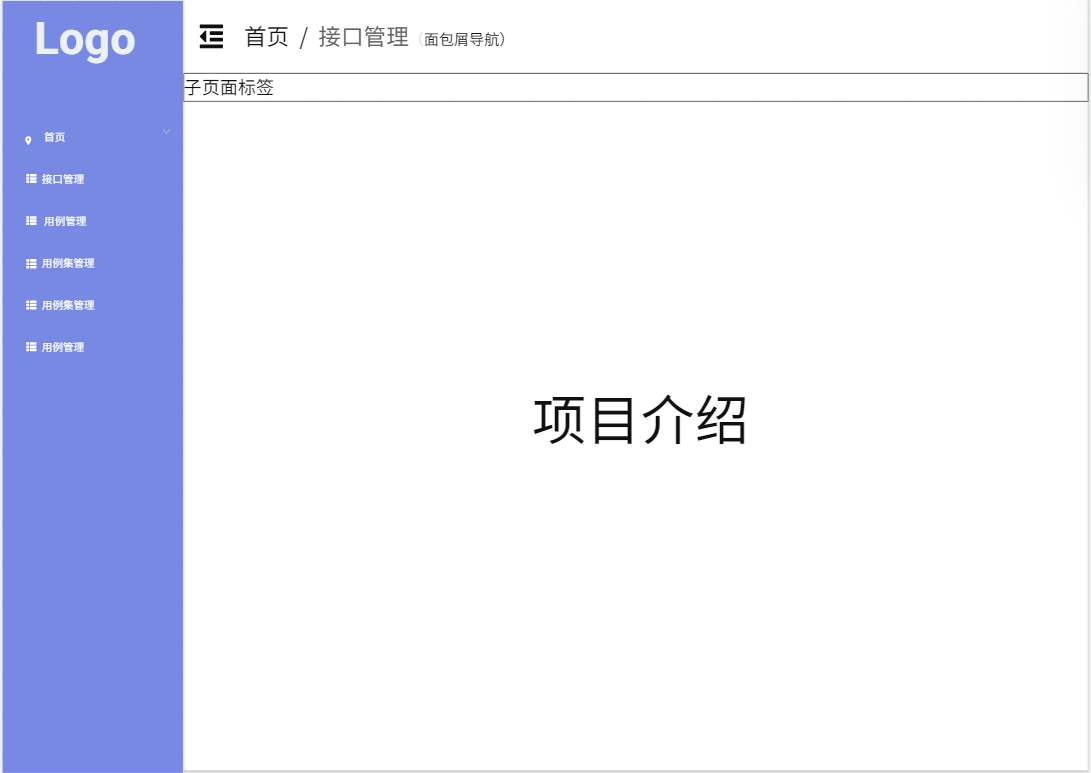 Logo
首页 / 接口管理 （面包屑导航）
子页面标签
首页
接口管理
用例管理
用例集管理
用例集管理
用例管理
项目介绍